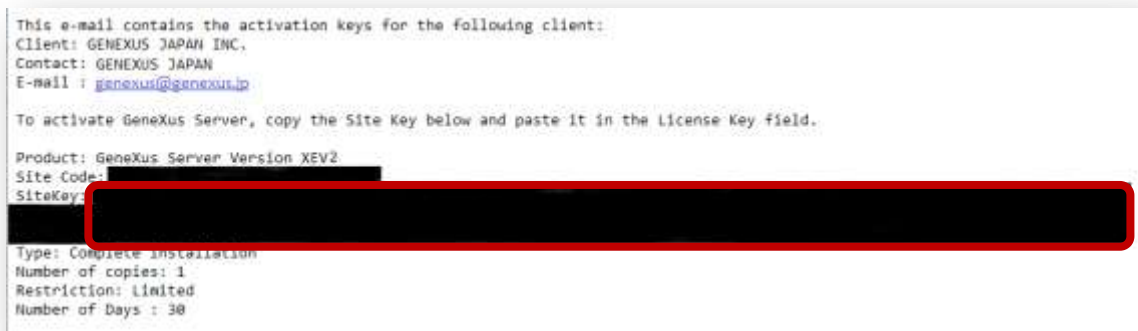 This e-mail contains the activation keys for the following client:
Client: GENEXUS JAPAN INC.
Contact: GENEXUS JAPAN
E-mail : genexus@genexus.jp
To activate GeneXus Server, copy the Site Key below and paste it in the License Key field.
Product: GeneXus Server Version XEV2
Site Code:
SiteKey:
Type: Complete installation
Number of copies: 1
Restriction: Limited
Number of Days : 30